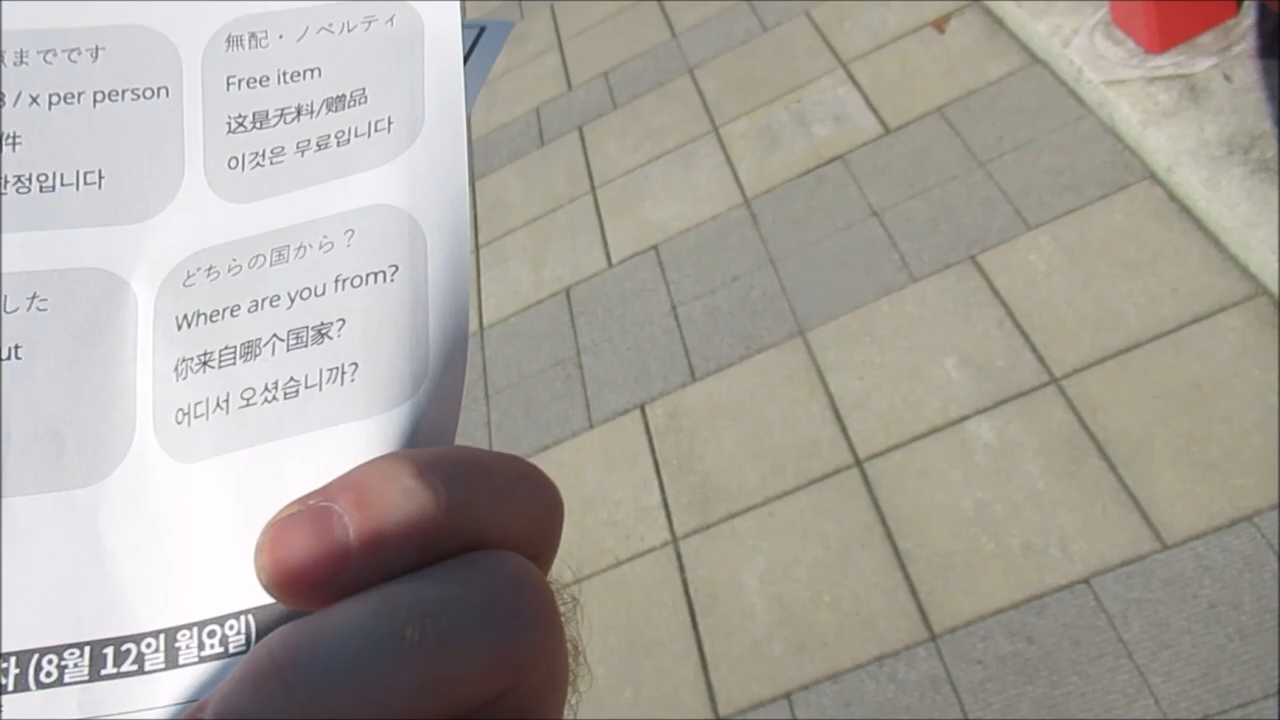 までです
/ x per person
件
한정입니다
無配・ノベルティ
Free item
这是无料/赠品
이것은 무료입니다
した
ut
どちらの国から？
Where are you from?
你来自哪个国家?
어디서 오셨습니까?
차 (8월 12일 월요일)